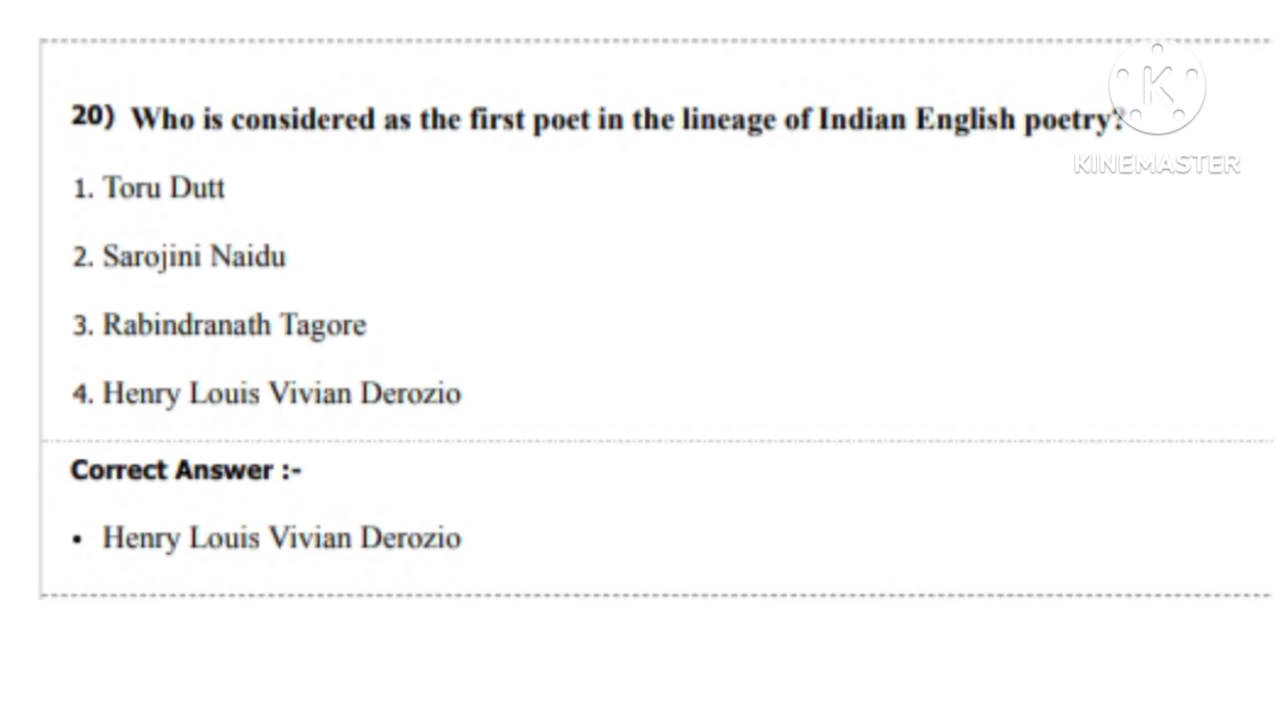 20) Who is considered as the first poet in the lineage of Indian English poetry?
K
KINEMASTER
1. Toru Dutt
2. Sarojini Naidu
3. Rabindranath Tagore
4. Henry Louis Vivian Derozio
Correct Answer :-
• Henry Louis Vivian Derozio